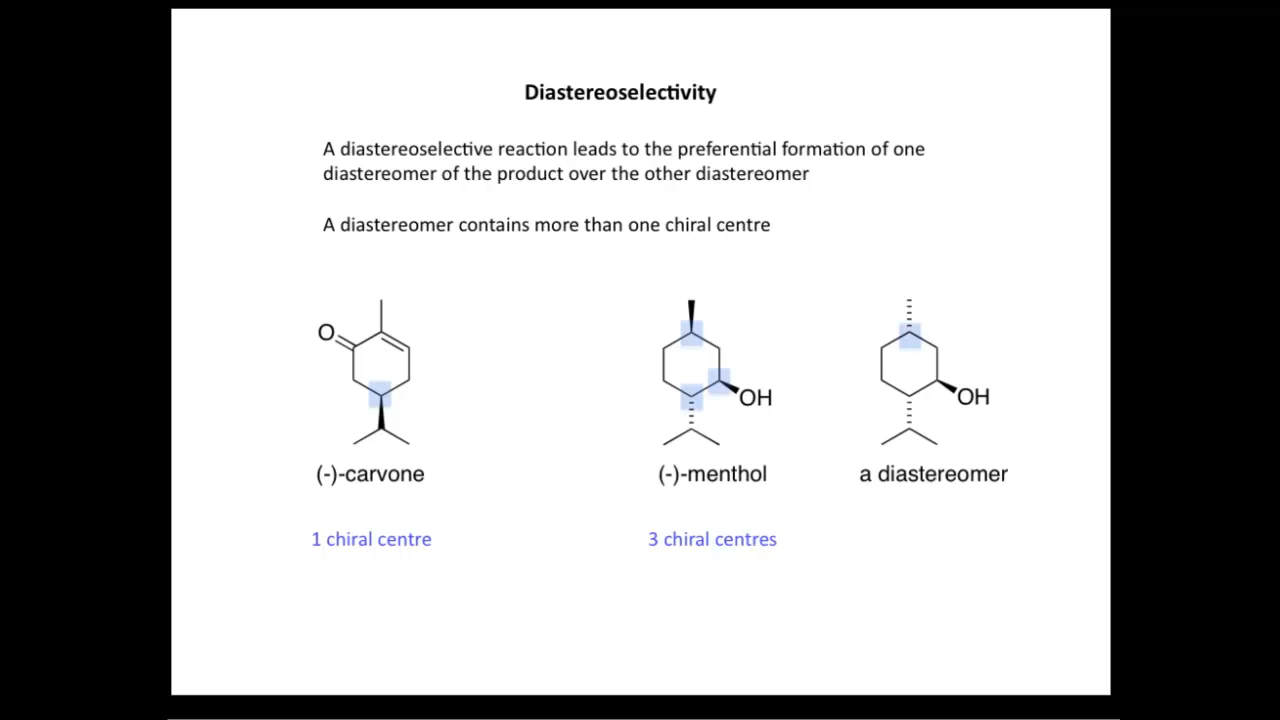 Diastereoselectivity
A diastereoselective reaction leads to the preferential formation of one
diastereomer of the product over the other diastereomer
A diastereomer contains more than one chiral centre
O
OH
OH
(-)-carvone
(-)-menthol
a diastereomer
1 chiral centre
3 chiral centres